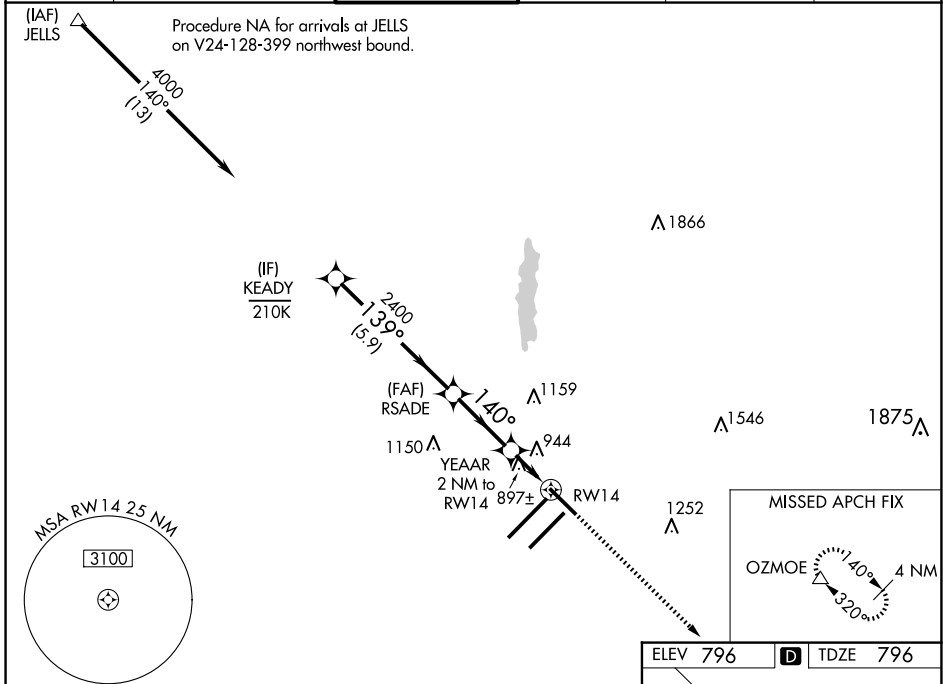 (IAF)
JELLS
Procedure NA for arrivals at JELLS
on V24-128-399 northwest bound.
4000
140°
(13)
1866
(IF)
KEADY
210K
2400
139°
(5.9)
(FAF)
RSADE
140°
1159
1546
1875
1150
944
YEAAR
2 NM to
RW14
897±
RW14
1252
MSA RW14 25 NM
3100
MISSED APCH FIX
OZMOE
140°
4 NM
320°
ELEV 796
D
TDZE 796